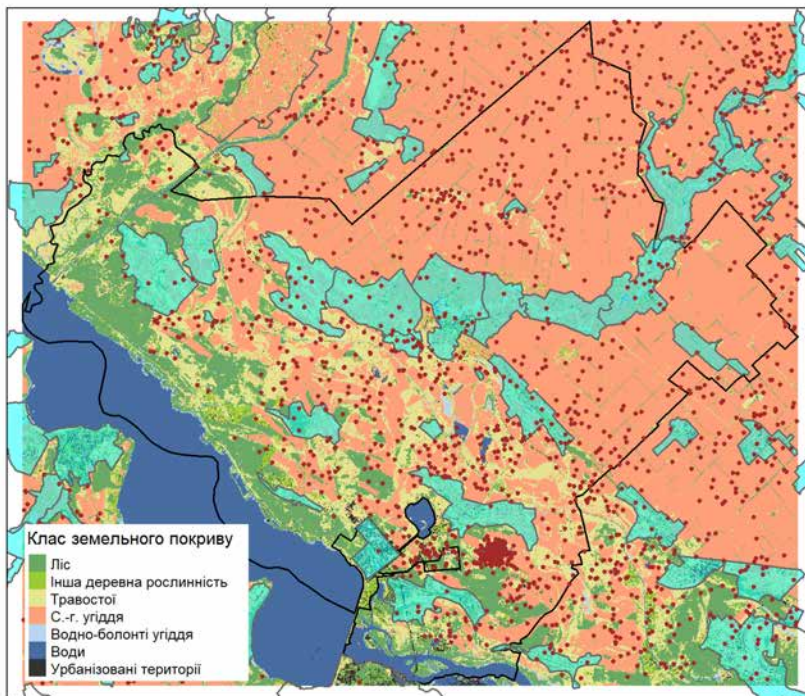 Клас земельного покриву
Ліс
Інша деревна рослинність
Травостої
С.-г. угіддя
Водно-болонті угіддя
Води
Урбанізовані території